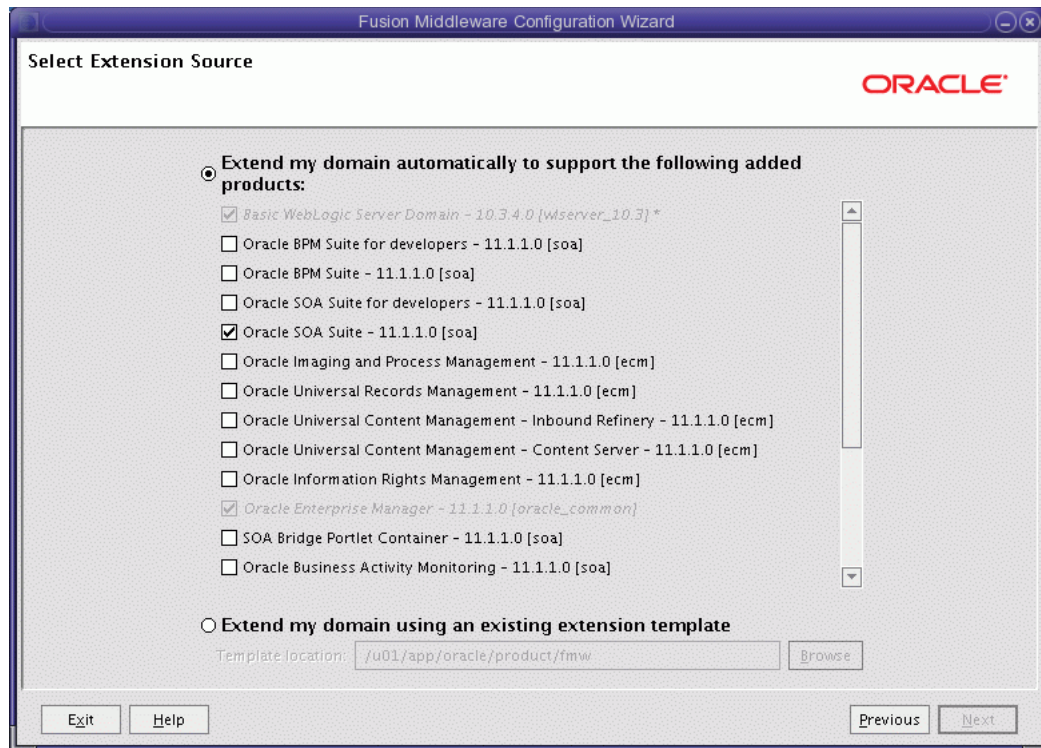 Fusion Middleware Configuration Wizard
Select Extension Source
ORACLE
Extend my domain automatically to support the following added
products:
Basic WebLogic Server Domain - 10.3.4.0 [wlserver_10.3] *
Oracle BPM Suite for developers - 11.1.1.0 [soa]
Oracle BPM Suite - 11.1.1.0 [soa]
Oracle SOA Suite for developers - 11.1.1.0 [soa]
Oracle SOA Suite - 11.1.1.0 [soa]
Oracle Imaging and Process Management - 11.1.1.0 [ecm]
Oracle Universal Records Management - 11.1.1.0 [ecm]
Oracle Universal Content Management - Inbound Refinery - 11.1.1.0 [ecm]
Oracle Universal Content Management - Content Server - 11.1.1.0 [ecm]
Oracle Information Rights Management - 11.1.1.0 [ecm]
Oracle Enterprise Manager - 11.1.1.0 [oracle_common]
SOA Bridge Portlet Container - 11.1.1.0 [soa]
Oracle Business Activity Monitoring - 11.1.1.0 [soa]
Extend my domain using an existing extension template
Template location: /u01/app/oracle/product/fmw Browse
Exit Help Previous Next